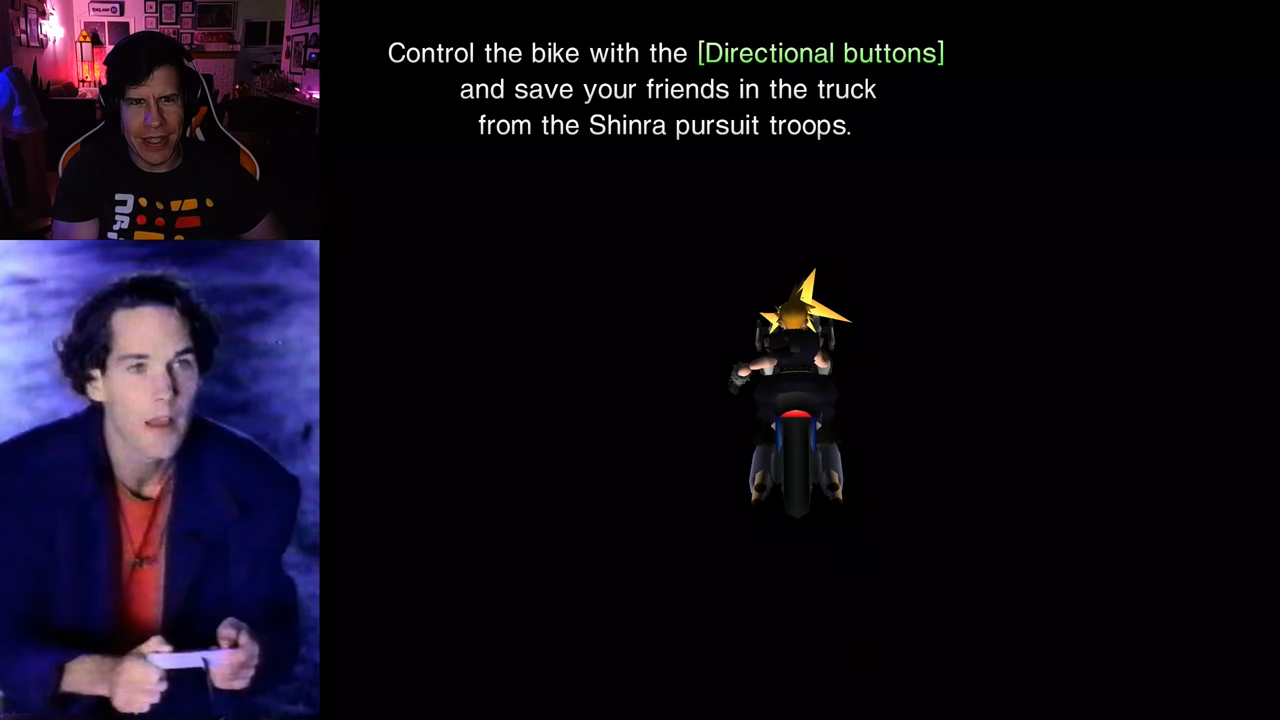 Control the bike with the [Directional buttons]
and save your friends in the truck
from the Shinra pursuit troops.